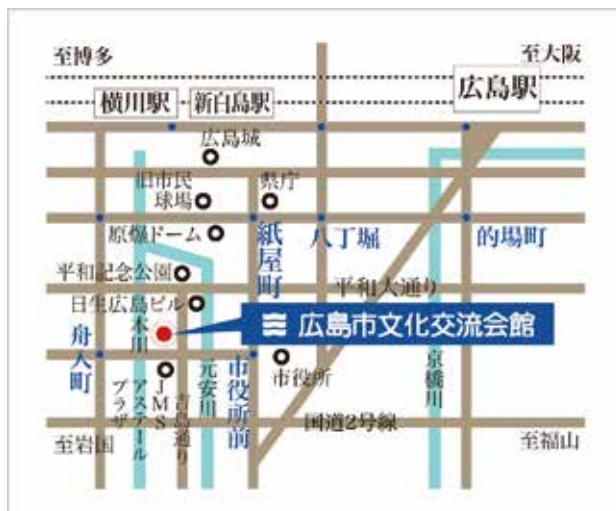 至博多
至大阪
横川駅
新白島駅
広島駅
広島城
旧市民
球場
県庁
原爆ドーム
紙屋町
八丁堀
的場町
平和記念公園
平和大通り
日生広島ビル
広島市文化交流会館
舟入町
本川
元安川
市役所前
市役所
京橋川
JMS
アステール
プラザ
吉島通り
国道2号線
至岩国
至福山